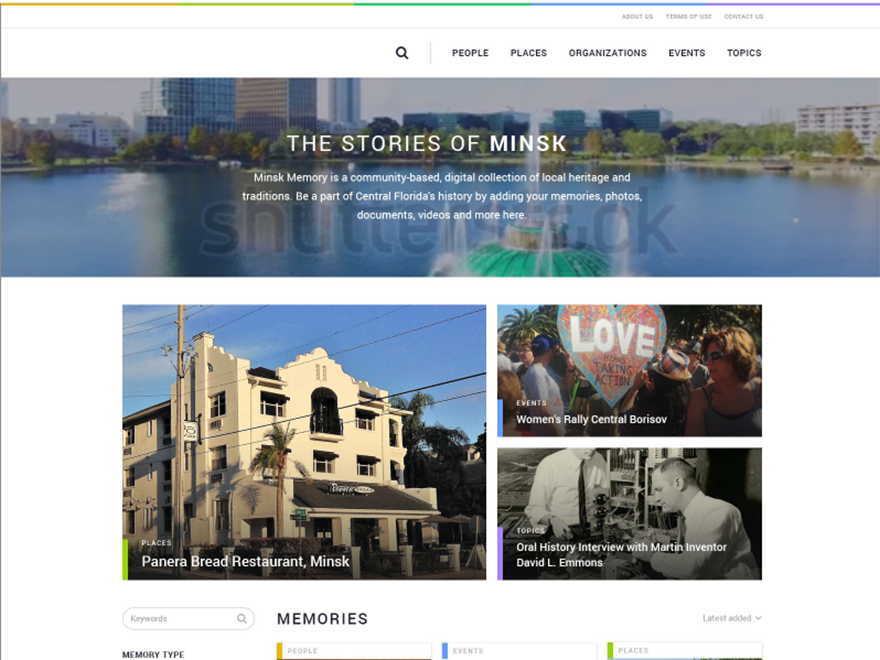 ABOUT US TERMS OF USE CONTACT US
PEOPLE PLACES ORGANIZATIONS EVENTS TOPICS
THE STORIES OF MINSK
Minsk Memory is a community-based, digital collection of local heritage and
traditions. Be a part of Central Florida's history by adding your memories, photos,
documents, videos and more here.
shutterstock
LOVE
MEANS
TAKING
ACTION
EVENTS
Women's Rally Central Borisov
PLACES
Panera Bread Restaurant, Minsk
TOPICS
Oral History Interview with Martin Inventor
David L. Emmons
Keywords
MEMORIES
Latest added
MEMORY TYPE
PEOPLE
EVENTS
PLACES